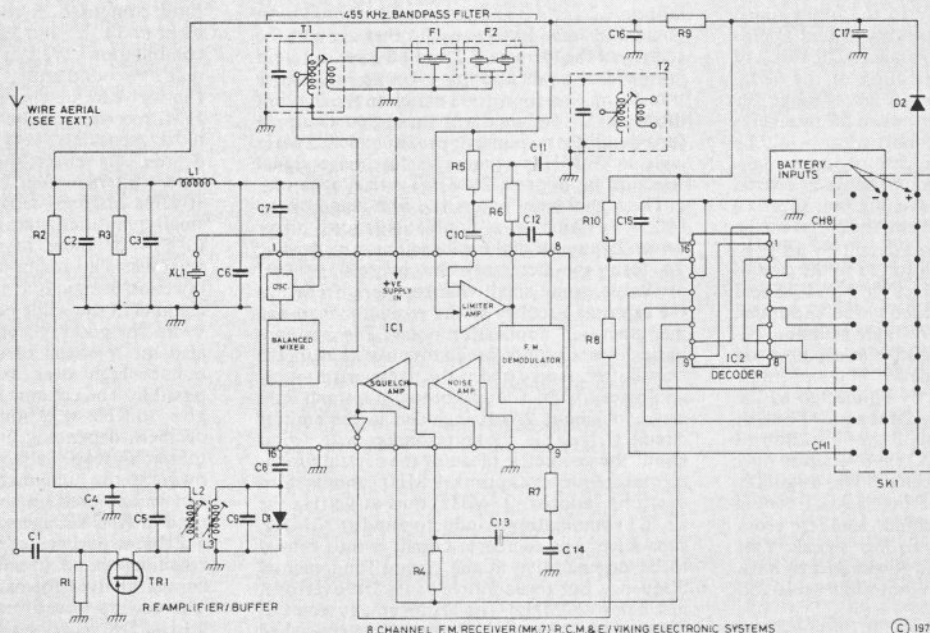 455 KHz. BANDPASS FILTER
T1
F1
F2
C16
R9
C17
T2
D2
WIRE AERIAL
(SEE TEXT)
BATTERY
INPUTS
L1
R5
C11
R6
R10
C15
CH8
R2
C2
R3
C3
C7
C10
C12
1
8
16
1
XL1
C6
OSC
+VE
SUPPLY
IN
LIMITER
AMP.
IC1
BALANCED
MIXER
F.M.
DEMODULATOR
R8
9
8
IC2
DECODER
SQUELCH
AMP
NOISE
AMP.
CH1
16
9
SK1
C8
R7
C4
+
C5
L2
C9
D1
C13
C14
C1
R1
TR1
R4
R.F. AMPLIFIER / BUFFER
8 CHANNEL F.M RECEIVER (MK.7) R.C.M & E / VIKING ELECTRONIC SYSTEMS
© 197